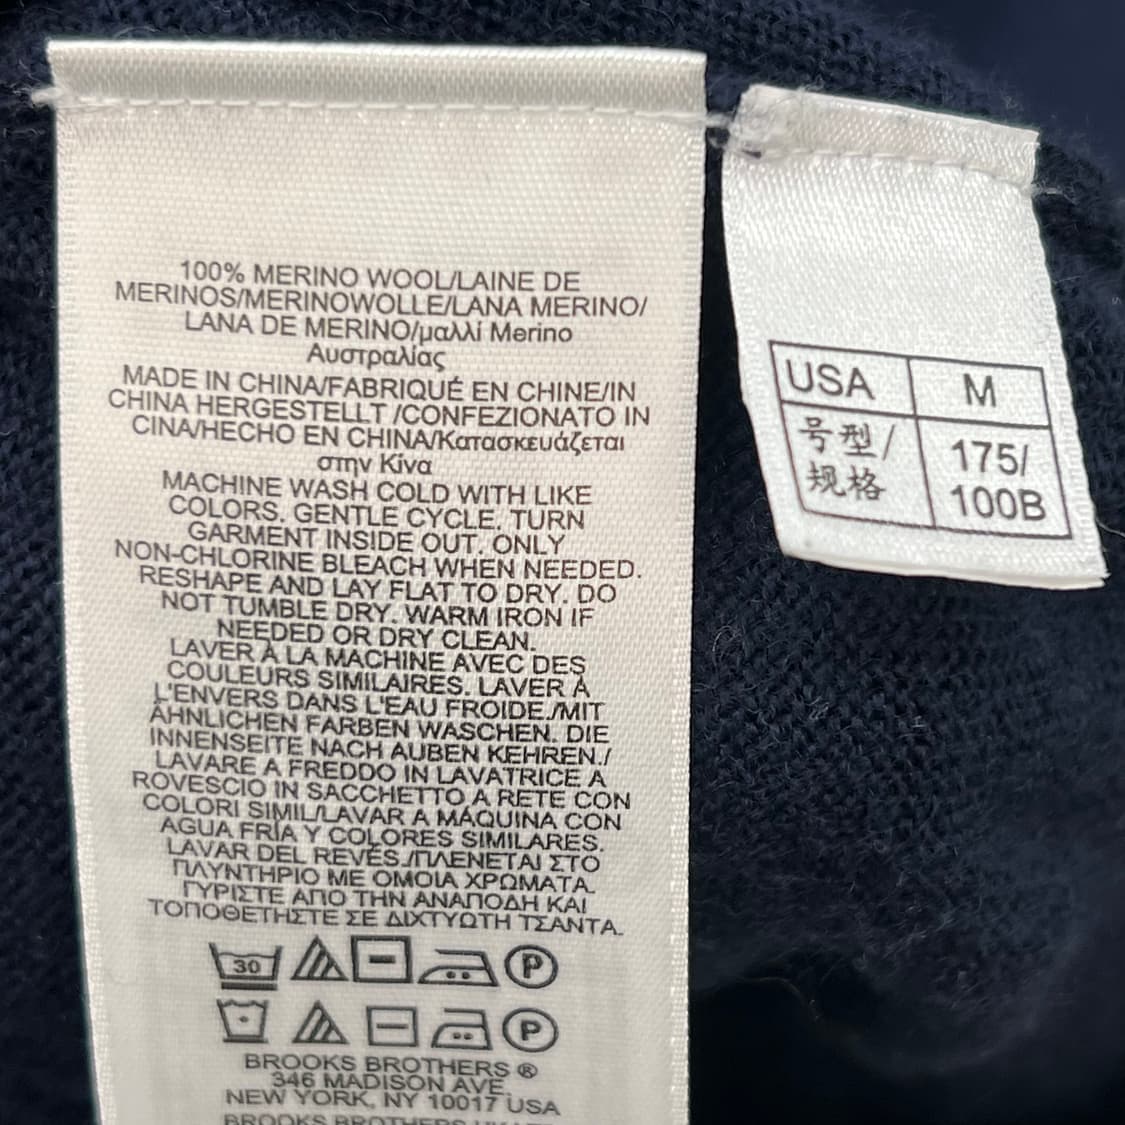 100% MERINO WOOL/LAINE DE
MERINOS/MERINOWOLLE/LANA MERINO/
LANA DE MERINO/μαλλί Merino
Αυστραλίας
MADE IN CHINA/FABRIQUÉ EN CHINE/IN
CHINA HERGESTELLT /CONFEZIONATO IN
CINA/HECHO EN CHINA/Κατασκευάζεται
στην Κίνα
MACHINE WASH COLD WITH LIKE
COLORS. GENTLE CYCLE. TURN
GARMENT INSIDE OUT. ONLY
NON-CHLORINE BLEACH WHEN NEEDED.
RESHAPE AND LAY FLAT TO DRY. DO
NOT TUMBLE DRY. WARM IRON IF
NEEDED OR DRY CLEAN.
LAVER À LA MACHINE AVEC DES
COULEURS SIMILAIRES. LAVER À
L'ENVERS DANS L'EAU FROIDE./MIT
ÄHNLICHEN FARBEN WASCHEN. DIE
INNENSEITE NACH AUBEN KEHREN./
LAVARE A FREDDO IN LAVATRICE A
ROVESCIO IN SACCHETTO A RETE CON
COLORI SIMIL/LAVAR A MÁQUINA CON
AGUA FRÍA Y COLORES SIMILARES.
LAVAR DEL REVÉS./ΠΛΕΝΕΤΑΙ ΣΤΟ
ΠΛΥΝΤΗΡΙΟ ΜΕ ΟΜΟΙΑ ΧΡΩΜΑΤΑ.
ΓΥΡΙΣΤΕ ΑΠΟ ΤΗΝ ΑΝΑΠΟΔΗ ΚΑΙ
ΤΟΠΟΘΕΤΗΣΤΕ ΣΕ ΔΙΧΤΥΩΤΗ ΤΣΑΝΤΑ.
30 P
P
BROOKS BROTHERS ®
346 MADISON AVE
NEW YORK, NY 10017 USA
BROOKS BROTHERS
USA M
号型/ 175/
规格 100B